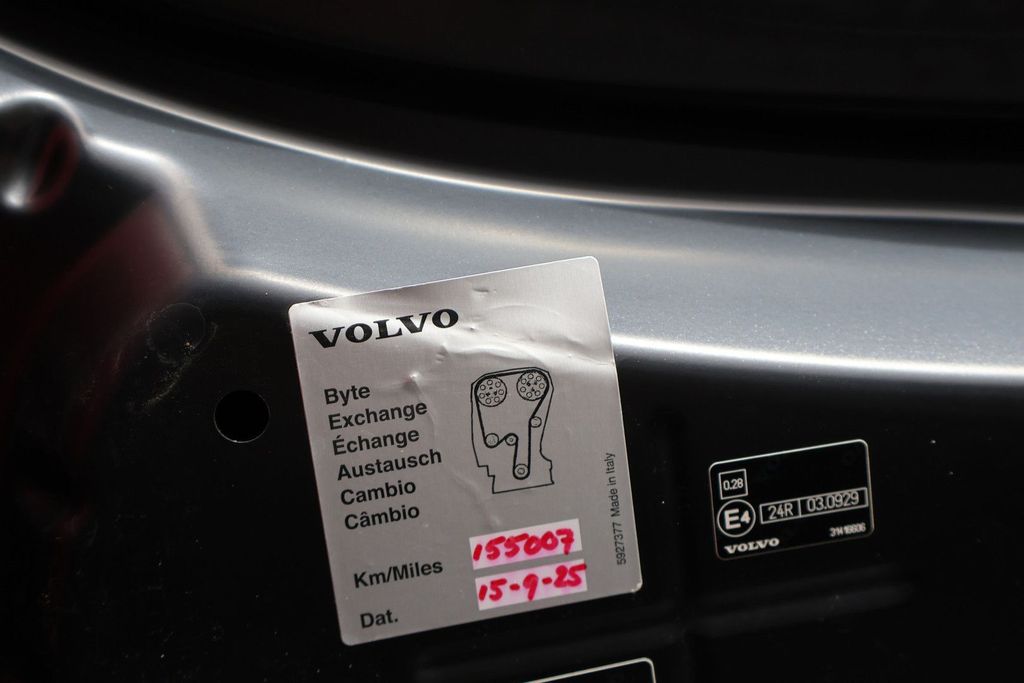 VOLVO
Byte
Exchange
Échange
Austausch
Cambio
Câmbio
Km/Miles
155007
Dat.
15-9-25
5927377 Made in Italy
0.28
E4
24R 03.0929
VOLVO